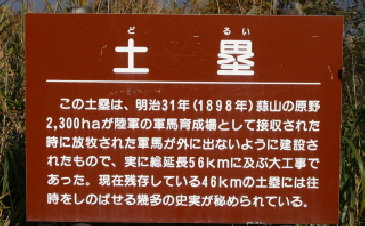 どるい
土塁
この土塁は、明治31年(1898年)蒜山の原野
2,300haが陸軍の軍馬育成場として接収された
時に放牧された軍馬が外に出ないように建設さ
れたもので、実に総延長56kmに及ぶ大工事で
あった。現在残存している46kmの土塁には往
時をしのばせる幾多の史実が秘められている。